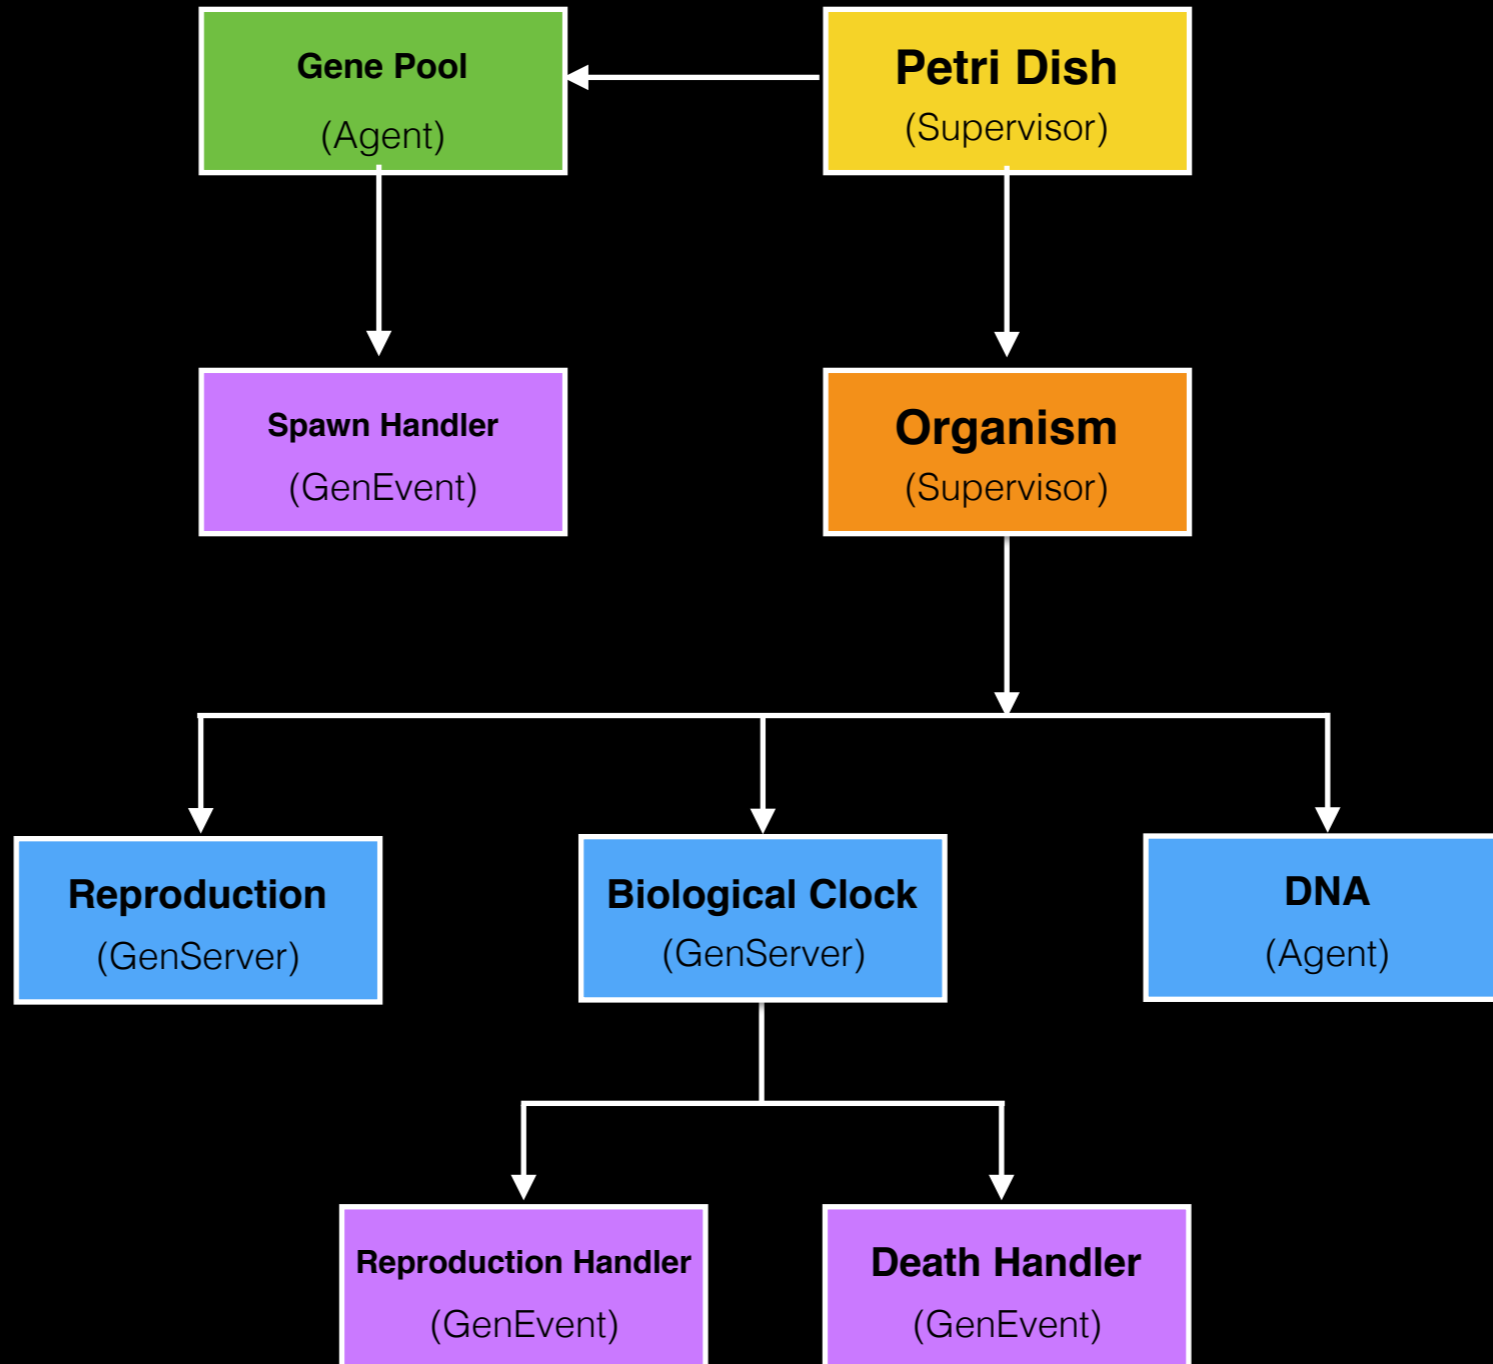 Gene Pool
(Agent)
Petri Dish
(Supervisor)
Spawn Handler
(GenEvent)
Organism
(Supervisor)
Reproduction
(GenServer)
Biological Clock
(GenServer)
DNA
(Agent)
Reproduction Handler
(GenEvent)
Death Handler
(GenEvent)